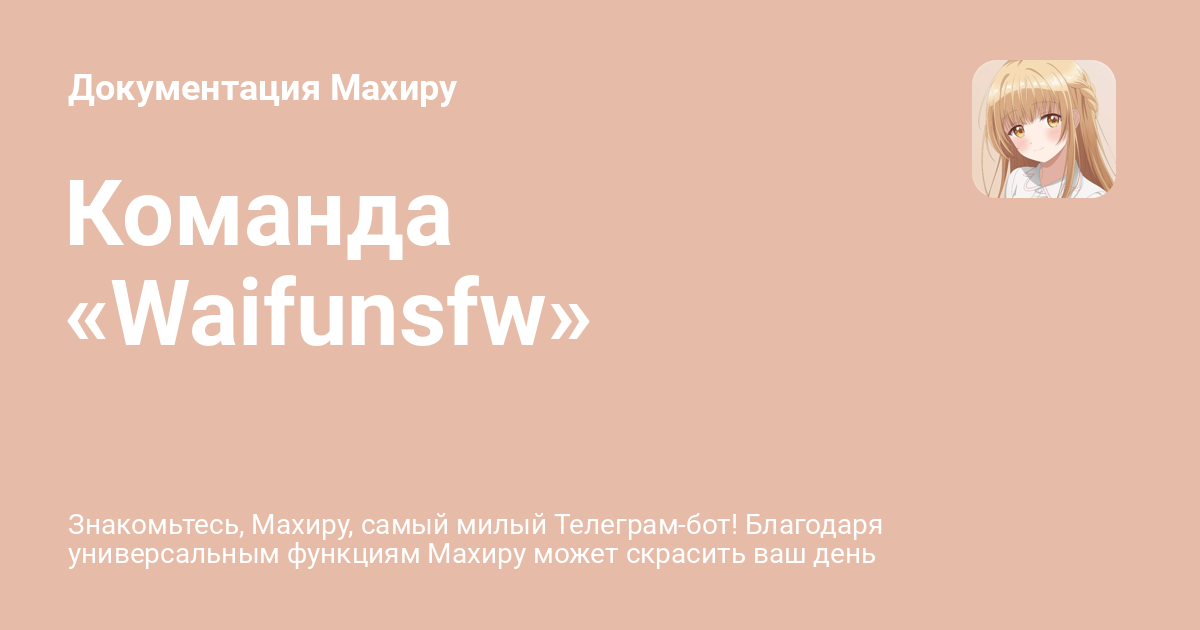 Документация Махиру
Команда
«Waifunsfw»
Знакомьтесь, Махиру, самый милый Телеграм-бот! Благодаря
универсальным функциям Махиру может скрасить ваш день